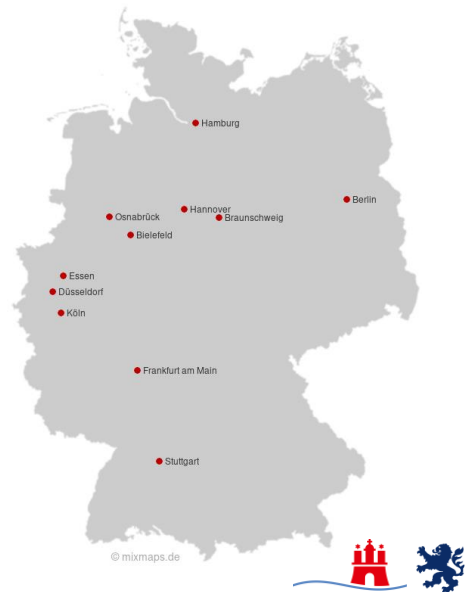 Hamburg
Berlin
Hannover
Osnabrück
Braunschweig
Bielefeld
Essen
Düsseldorf
Köln
Frankfurt am Main
Stuttgart
© mixmaps.de